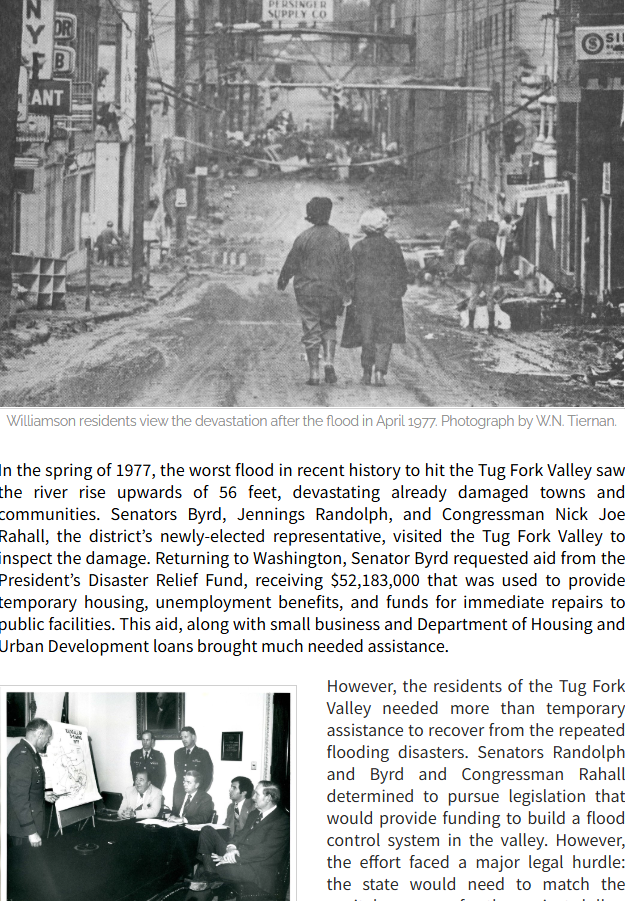 PERSINGER
SUPPLY CO
NY
DR
B
ANT
Williamson residents view the devastation after the flood in April 1977. Photograph by W.N. Tiernan.
In the spring of 1977, the worst flood in recent history to hit the Tug Fork Valley saw
the river rise upwards of 56 feet, devastating already damaged towns and
communities. Senators Byrd, Jennings Randolph, and Congressman Nick Joe
Rahall, the district's newly-elected representative, visited the Tug Fork Valley to
inspect the damage. Returning to Washington, Senator Byrd requested aid from the
President's Disaster Relief Fund, receiving $52,183,000 that was used to provide
temporary housing, unemployment benefits, and funds for immediate repairs to
public facilities. This aid, along with small business and Department of Housing and
Urban Development loans brought much needed assistance.
However, the residents of the Tug Fork
Valley needed more than temporary
assistance to recover from the repeated
flooding disasters. Senators Randolph
and Byrd and Congressman Rahall
determined to pursue legislation that
would provide funding to build a flood
control system in the valley. However,
the effort faced a major legal hurdle:
the state would need to match the